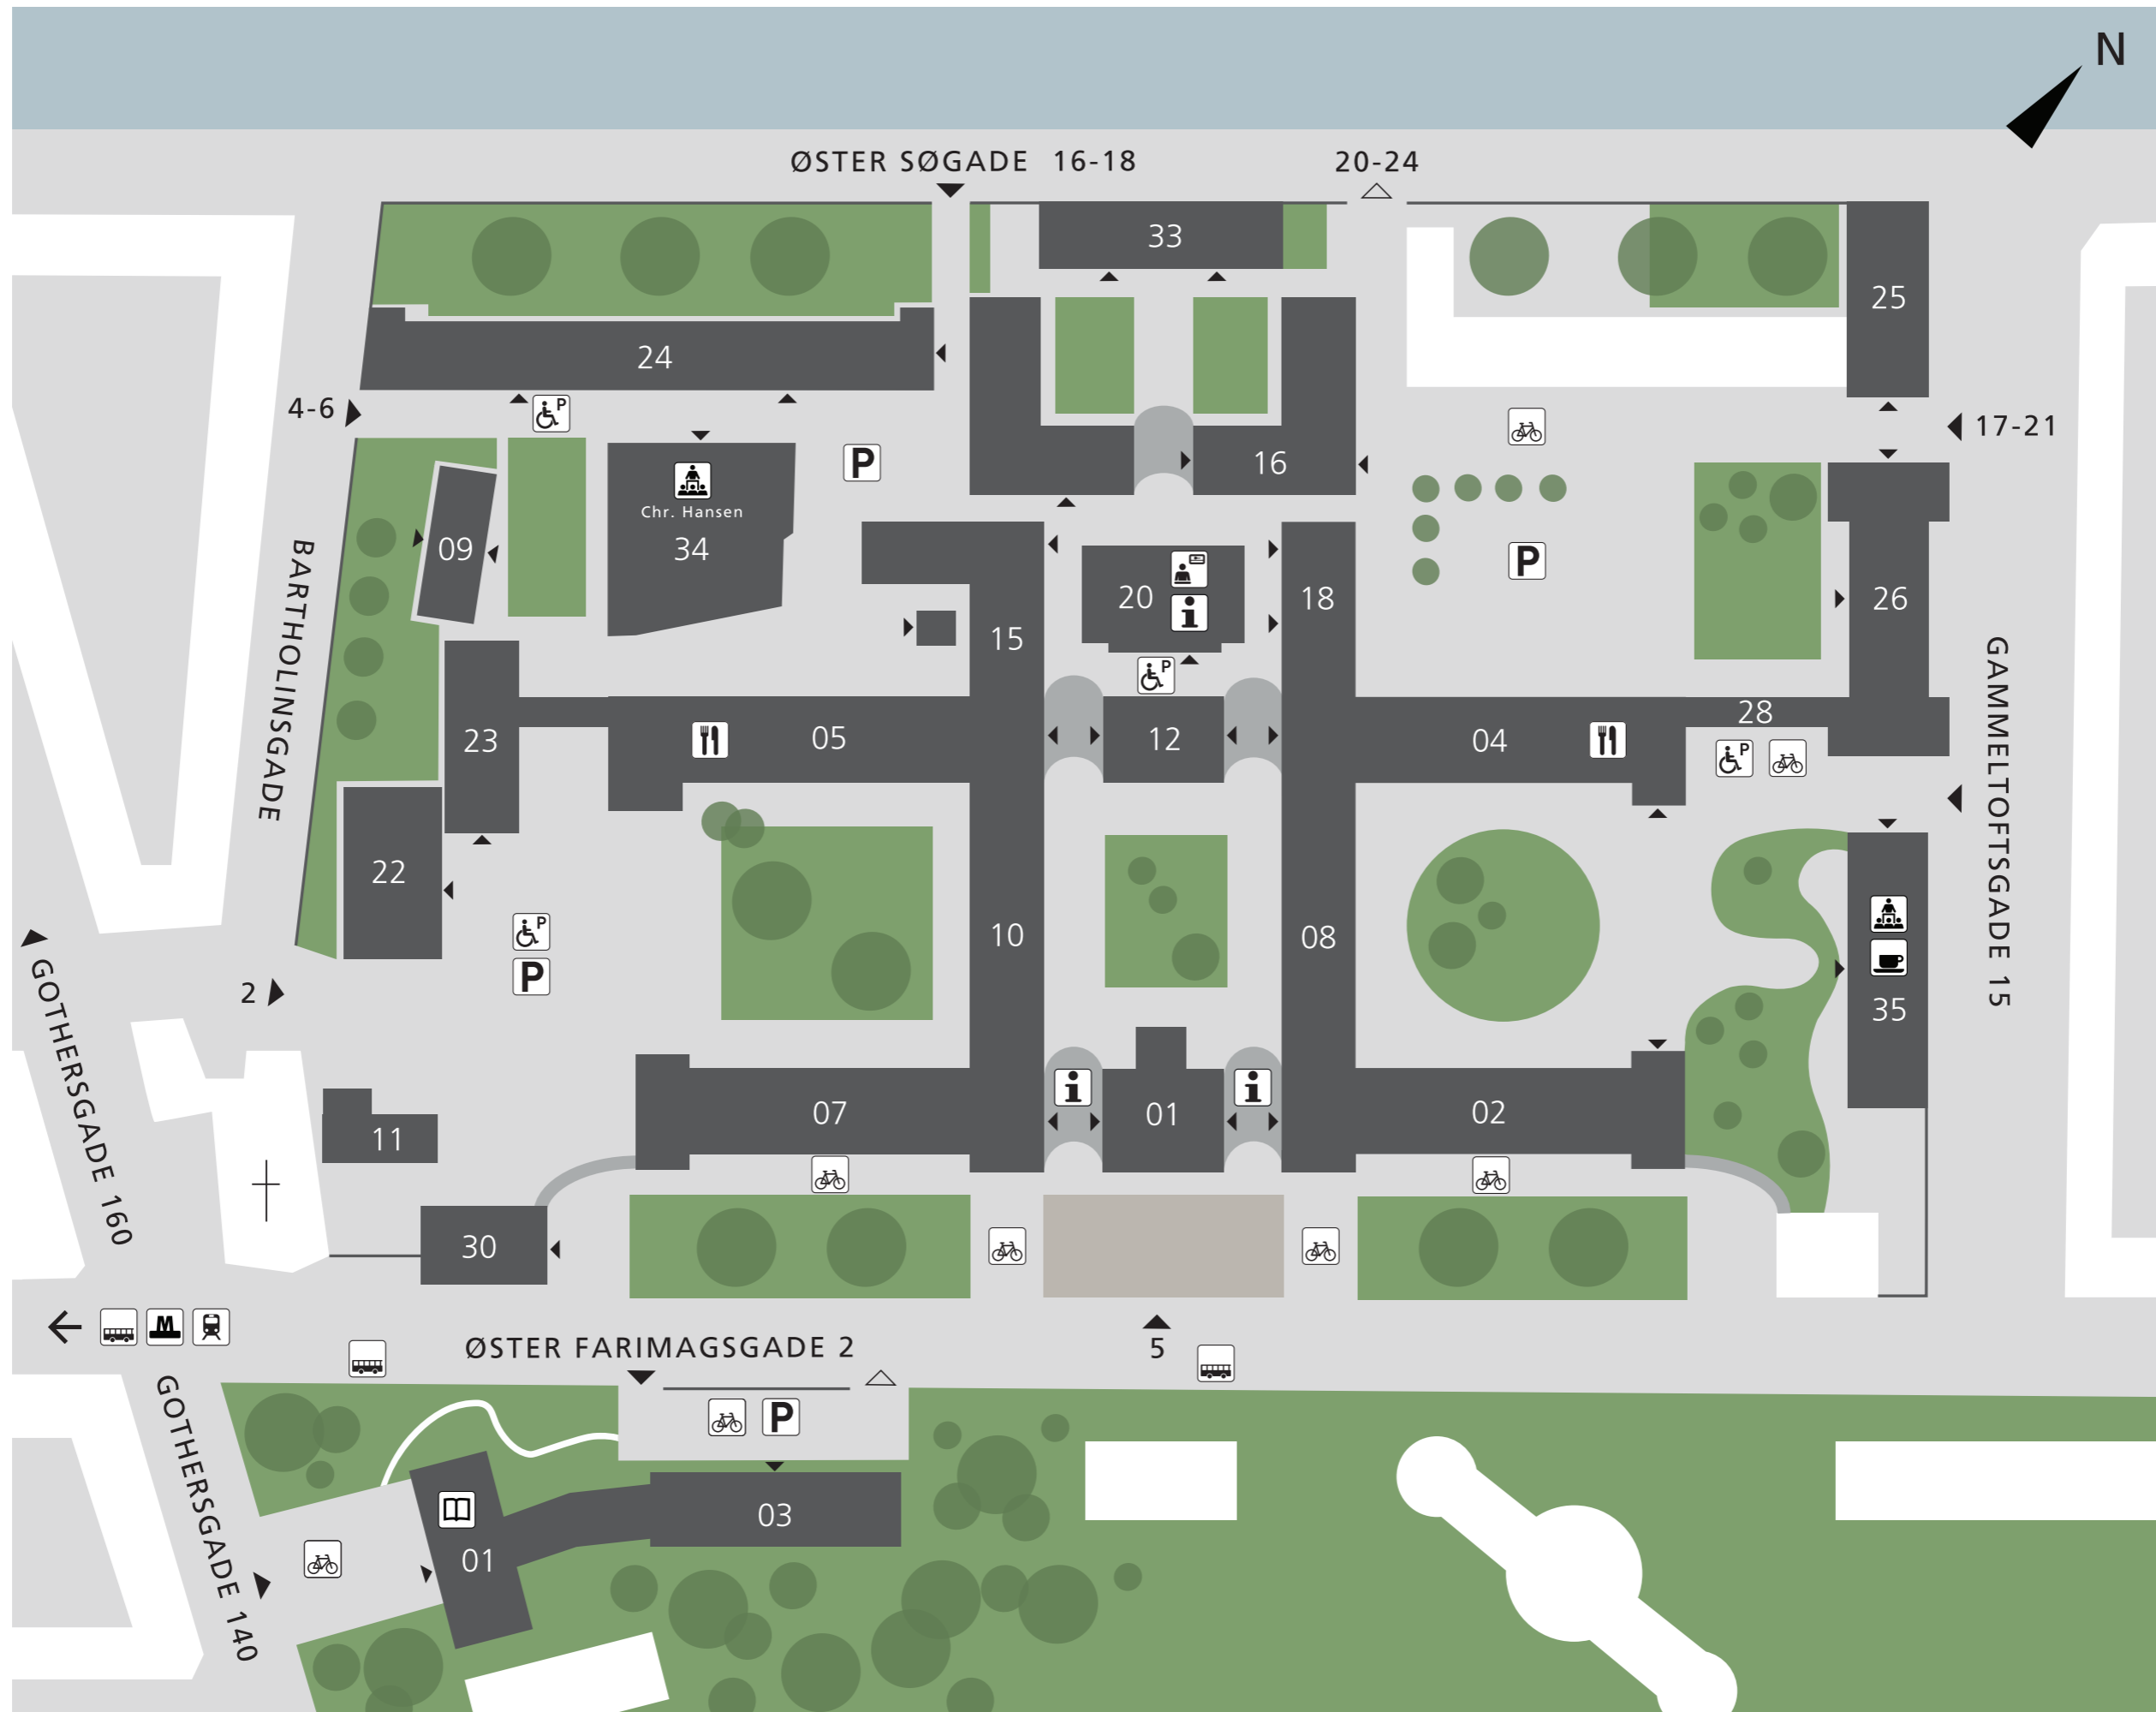 N
ØSTER SØGADE 16-18
20-24
33
25
24
4-6
17-21
P
P
16
Chr. Hansen
34
09
P
20
i
18
26
15
P
BARTHOLINSGADE
GAMMELTOFTSGADE 15
28
23
05
12
04
P
22
P
P
10
08
35
2
GOTHERSGADE 160
i
i
07
01
02
11
30
M
ØSTER FARIMAGSGADE 2
5
P
GOTHERSGADE 140
03
01